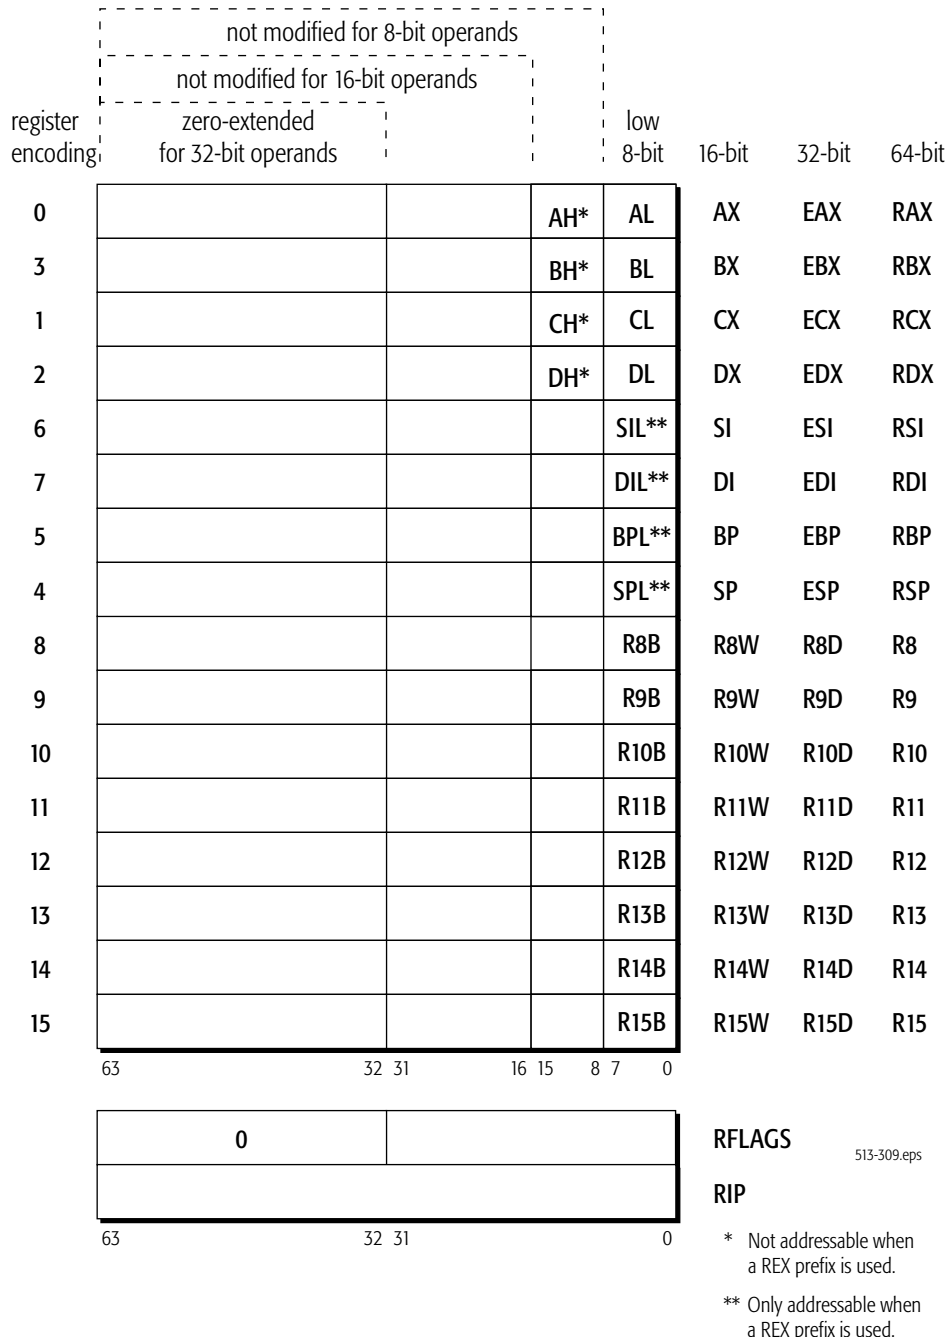 not modified for 8-bit operands
not modified for 16-bit operands
register encoding
zero-extended for 32-bit operands
low 8-bit 16-bit 32-bit 64-bit
0 AH* AL AX EAX RAX
3 BH* BL BX EBX RBX
1 CH* CL CX ECX RCX
2 DH* DL DX EDX RDX
6 SIL** SI ESI RSI
7 DIL** DI EDI RDI
5 BPL** BP EBP RBP
4 SPL** SP ESP RSP
8 R8B R8W R8D R8
9 R9B R9W R9D R9
10 R10B R10W R10D R10
11 R11B R11W R11D R11
12 R12B R12W R12D R12
13 R13B R13W R13D R13
14 R14B R14W R14D R14
15 R15B R15W R15D R15
63 32 31 16 15 8 7 0
0 RFLAGS
513-309.eps
RIP
63 32 31 0
* Not addressable when
a REX prefix is used.
** Only addressable when
a REX prefix is used.